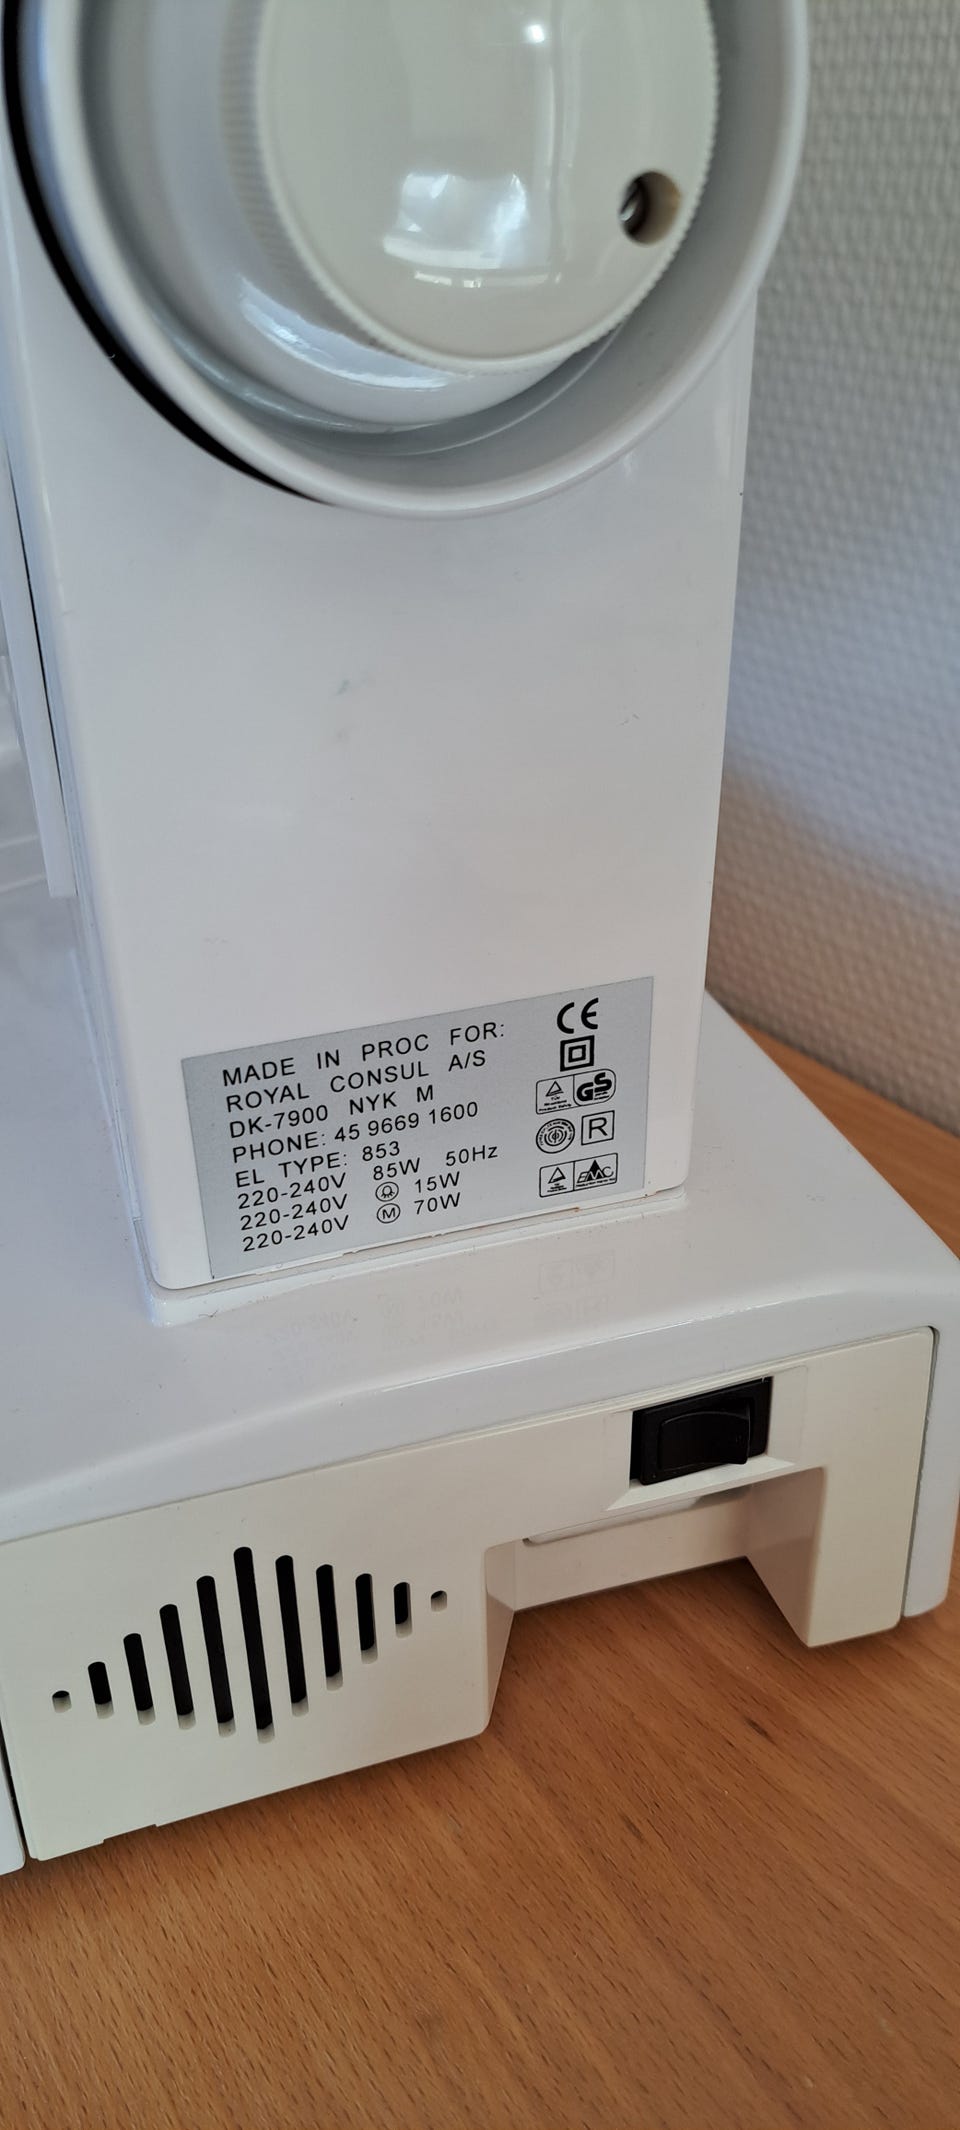 MADE IN PROC FOR:
ROYAL CONSUL A/S
DK-7900 NYK M
PHONE: 45 9669 1600
EL TYPE: 853
220-240V 85W 50Hz
220-240V 15W
220-240V M 70W
CE
GS
R
EMC